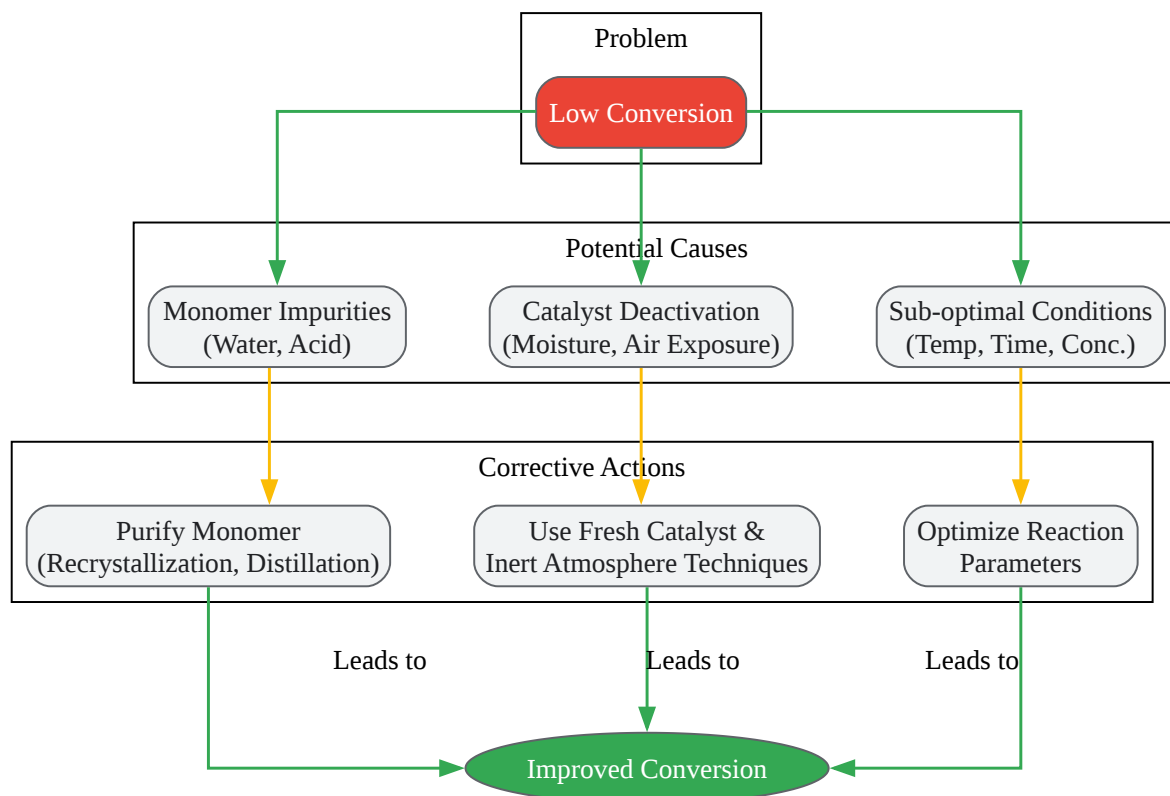 Problem
Low Conversion
Potential Causes
Monomer Impurities
(Water, Acid)
Catalyst Deactivation
(Moisture, Air Exposure)
Sub-optimal Conditions
(Temp, Time, Conc.)
Corrective Actions
Purify Monomer
(Recrystallization, Distillation)
Use Fresh Catalyst &
Inert Atmosphere Techniques
Optimize Reaction
Parameters
Leads to
Leads to
Leads to
Improved Conversion